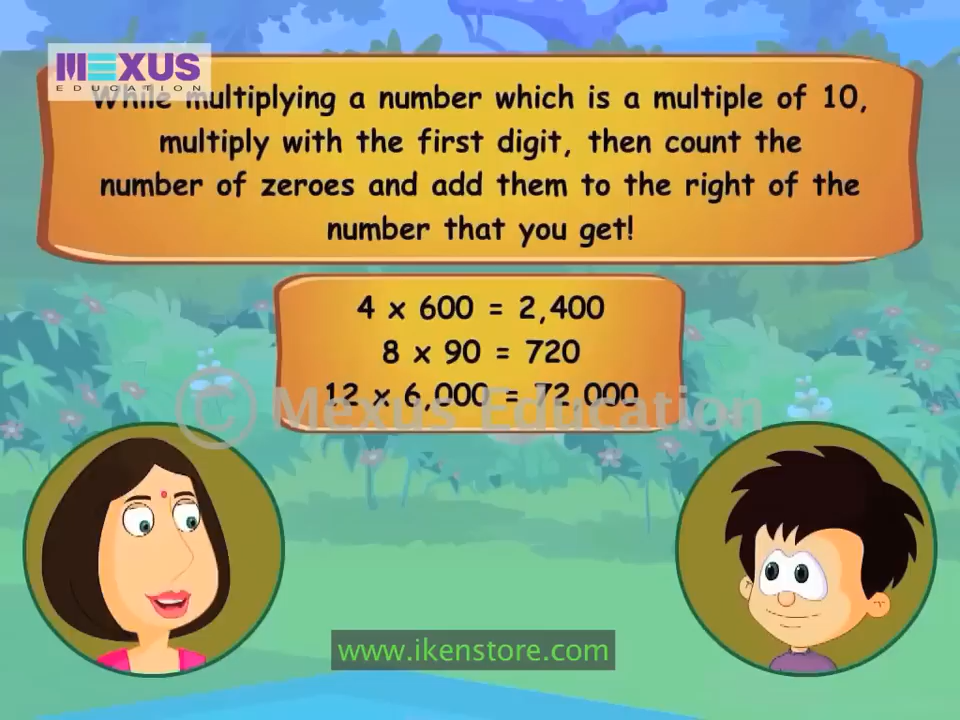 MEXUS
EDUCATION
While multiplying a number which is a multiple of 10,
multiply with the first digit, then count the
number of zeroes and add them to the right of the
number that you get!
4 x 600 = 2,400
8 x 90 = 720
12 x 6,000 = 72,000
© Mexus Education
www.ikenstore.com